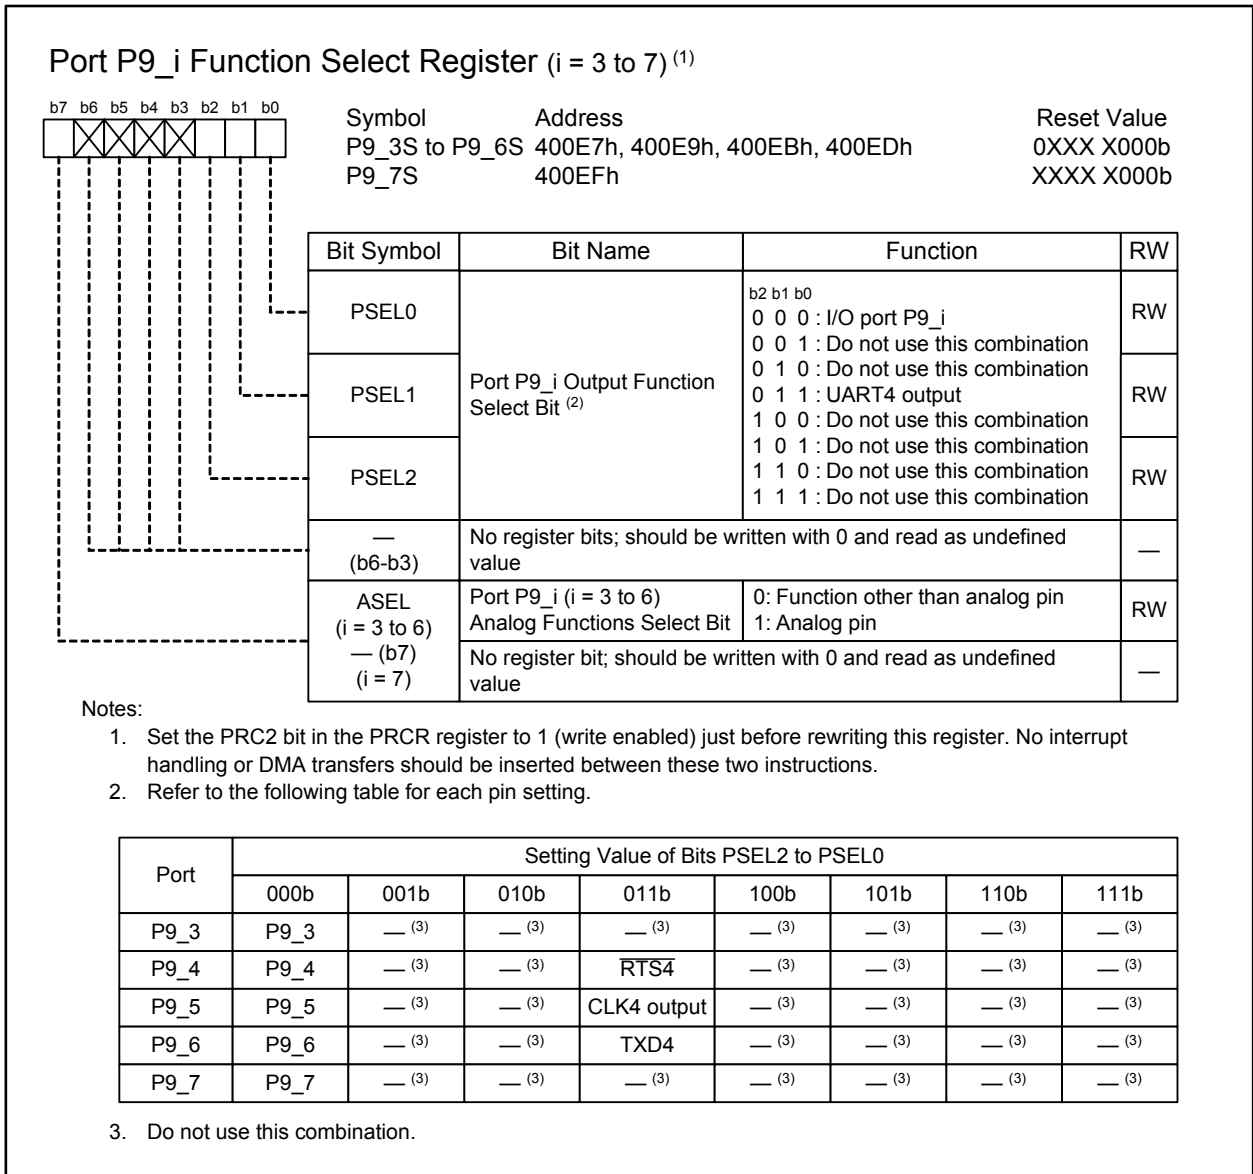 Port P9_i Function Select Register (i = 3 to 7) (1)
b7 b6 b5 b4 b3 b2 b1 b0
Symbol Address Reset Value
P9_3S to P9_6S 400E7h, 400E9h, 400EBh, 400EDh 0XXX X000b
P9_7S 400EFh XXXX X000b
Bit Symbol Bit Name Function RW
PSEL0
PSEL1
PSEL2
Port P9_i Output Function
Select Bit (2)
b2 b1 b0
0 0 0 : I/O port P9_i
0 0 1 : Do not use this combination
0 1 0 : Do not use this combination
0 1 1 : UART4 output
1 0 0 : Do not use this combination
1 0 1 : Do not use this combination
1 1 0 : Do not use this combination
1 1 1 : Do not use this combination
RW
RW
RW
—
(b6-b3)
No register bits; should be written with 0 and read as undefined
value
—
ASEL
(i = 3 to 6)
— (b7)
(i = 7)
Port P9_i (i = 3 to 6)
Analog Functions Select Bit
0: Function other than analog pin
1: Analog pin
RW
No register bit; should be written with 0 and read as undefined
value
—
Notes:
1. Set the PRC2 bit in the PRCR register to 1 (write enabled) just before rewriting this register. No interrupt
handling or DMA transfers should be inserted between these two instructions.
2. Refer to the following table for each pin setting.
Port Setting Value of Bits PSEL2 to PSEL0
000b 001b 010b 011b 100b 101b 110b 111b
P9_3 P9_3 — (3) — (3) — (3) — (3) — (3) — (3) — (3)
P9_4 P9_4 — (3) — (3) RTS4 — (3) — (3) — (3) — (3)
P9_5 P9_5 — (3) — (3) CLK4 output — (3) — (3) — (3) — (3)
P9_6 P9_6 — (3) — (3) TXD4 — (3) — (3) — (3) — (3)
P9_7 P9_7 — (3) — (3) — (3) — (3) — (3) — (3) — (3)
3. Do not use this combination.